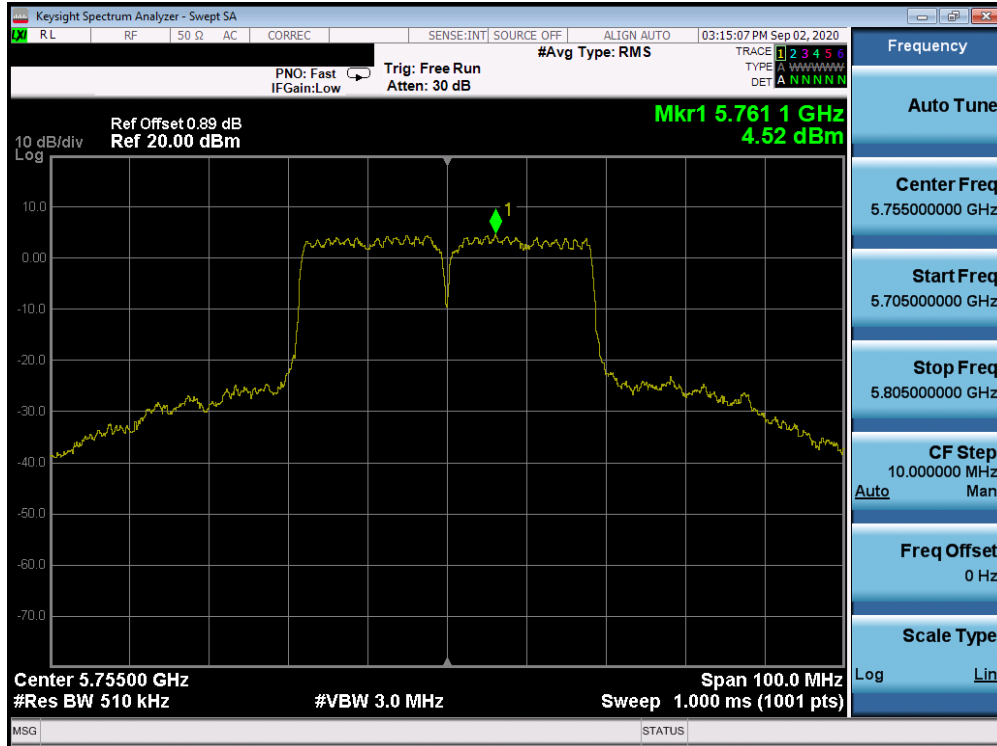 Keysight Spectrum Analyzer - Swept SA
LXI RL RF 50 Ω AC CORREC SENSE:INT SOURCE OFF ALIGN AUTO 03:15:07 PM Sep 02, 2020
#Avg Type: RMS TRACE 1 2 3 4 5 6
PNO: Fast Trig: Free Run TYPE A WWWWW
IFGain:Low Atten: 30 dB DET A N N N N N
Mkr1 5.761 1 GHz
4.52 dBm
Ref Offset 0.89 dB
10 dB/div Ref 20.00 dBm
Log
1
10.0
0.00
-10.0
-20.0
-30.0
-40.0
-50.0
-60.0
-70.0
Center 5.75500 GHz Span 100.0 MHz
#Res BW 510 kHz #VBW 3.0 MHz Sweep 1.000 ms (1001 pts)
MSG STATUS
Frequency
Auto Tune
Center Freq
5.755000000 GHz
Start Freq
5.705000000 GHz
Stop Freq
5.805000000 GHz
CF Step
10.000000 MHz
Auto Man
Freq Offset
0 Hz
Scale Type
Log Lin